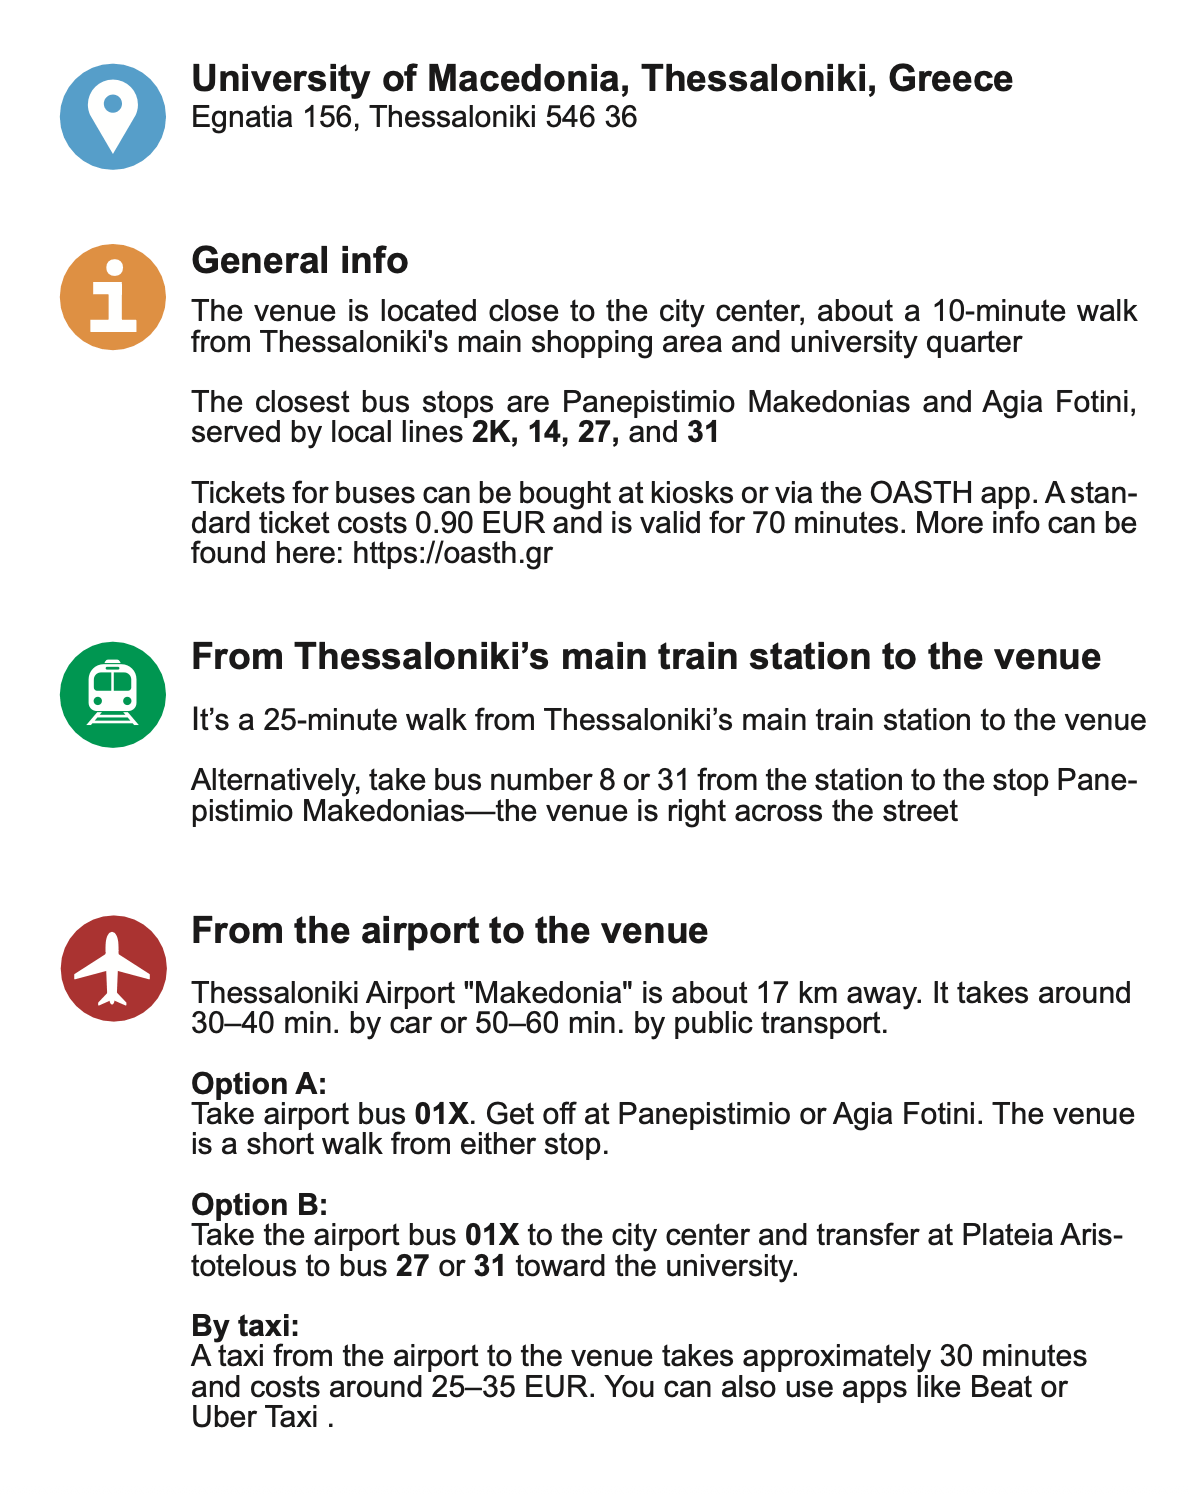 University of Macedonia, Thessaloniki, Greece
Egnatia 156, Thessaloniki 546 36
General info
The venue is located close to the city center, about a 10-minute walk
from Thessaloniki's main shopping area and university quarter
The closest bus stops are Panepistimio Makedonias and Agia Fotini,
served by local lines 2K, 14, 27, and 31
Tickets for buses can be bought at kiosks or via the OASTH app. A stan-
dard ticket costs 0.90 EUR and is valid for 70 minutes. More info can be
found here: https://oasth.gr
From Thessaloniki’s main train station to the venue
It’s a 25-minute walk from Thessaloniki’s main train station to the venue
Alternatively, take bus number 8 or 31 from the station to the stop Pane-
pistimio Makedonias—the venue is right across the street
From the airport to the venue
Thessaloniki Airport "Makedonia" is about 17 km away. It takes around
30–40 min. by car or 50–60 min. by public transport.
Option A:
Take airport bus 01X. Get off at Panepistimio or Agia Fotini. The venue
is a short walk from either stop.
Option B:
Take the airport bus 01X to the city center and transfer at Plateia Aris-
totelous to bus 27 or 31 toward the university.
By taxi:
A taxi from the airport to the venue takes approximately 30 minutes
and costs around 25–35 EUR. You can also use apps like Beat or
Uber Taxi .